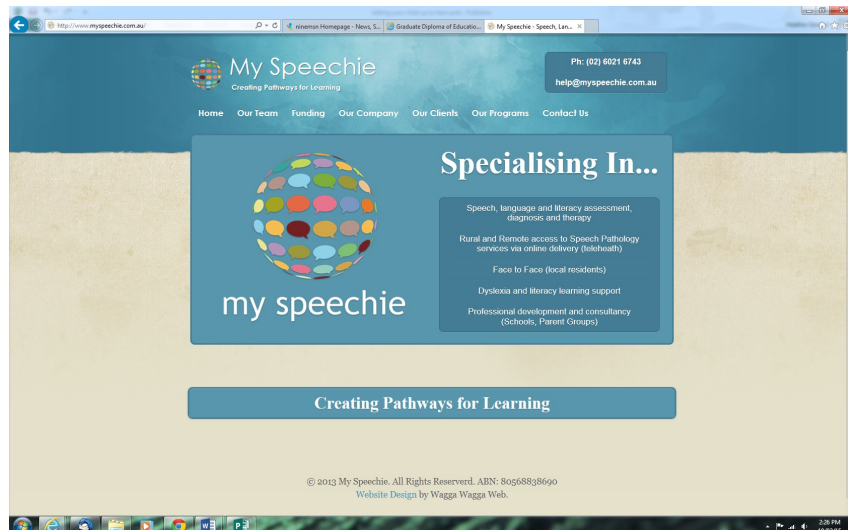 http://www.myspeechie.com.au/
ninemsn Homepage - News, S...
Graduate Diploma of Educatio...
My Speechie - Speech, Lan...
My Speechie
Creating Pathways for Learning
Ph: (02) 6021 6743
help@myspeechie.com.au
Home Our Team Funding Our Company Our Clients Our Programs Contact Us
my speechie
Specialising In...
Speech, language and literacy assessment,
diagnosis and therapy
Rural and Remote access to Speech Pathology
services via online delivery (teleheath)
Face to Face (local residents)
Dyslexia and literacy learning support
Professional development and consultancy
(Schools, Parent Groups)
Creating Pathways for Learning
© 2013 My Speechie. All Rights Reserverd. ABN: 80568838690
Website Design by Wagga Wagga Web.
2:26 PM